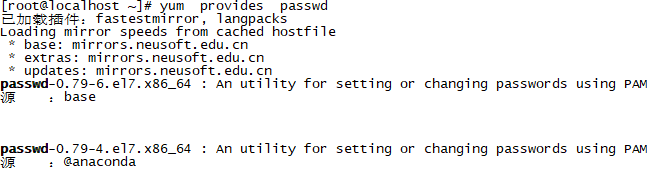 [root@localhost ~]# yum  provides  passwd
已加载插件：fastestmirror, langpacks
Loading mirror speeds from cached hostfile
 * base: mirrors.neusoft.edu.cn
 * extras: mirrors.neusoft.edu.cn
 * updates: mirrors.neusoft.edu.cn
passwd-0.79-6.el7.x86_64 : An utility for setting or changing passwords using PAM
源    ：base
passwd-0.79-4.el7.x86_64 : An utility for setting or changing passwords using PAM
源    ：@anaconda